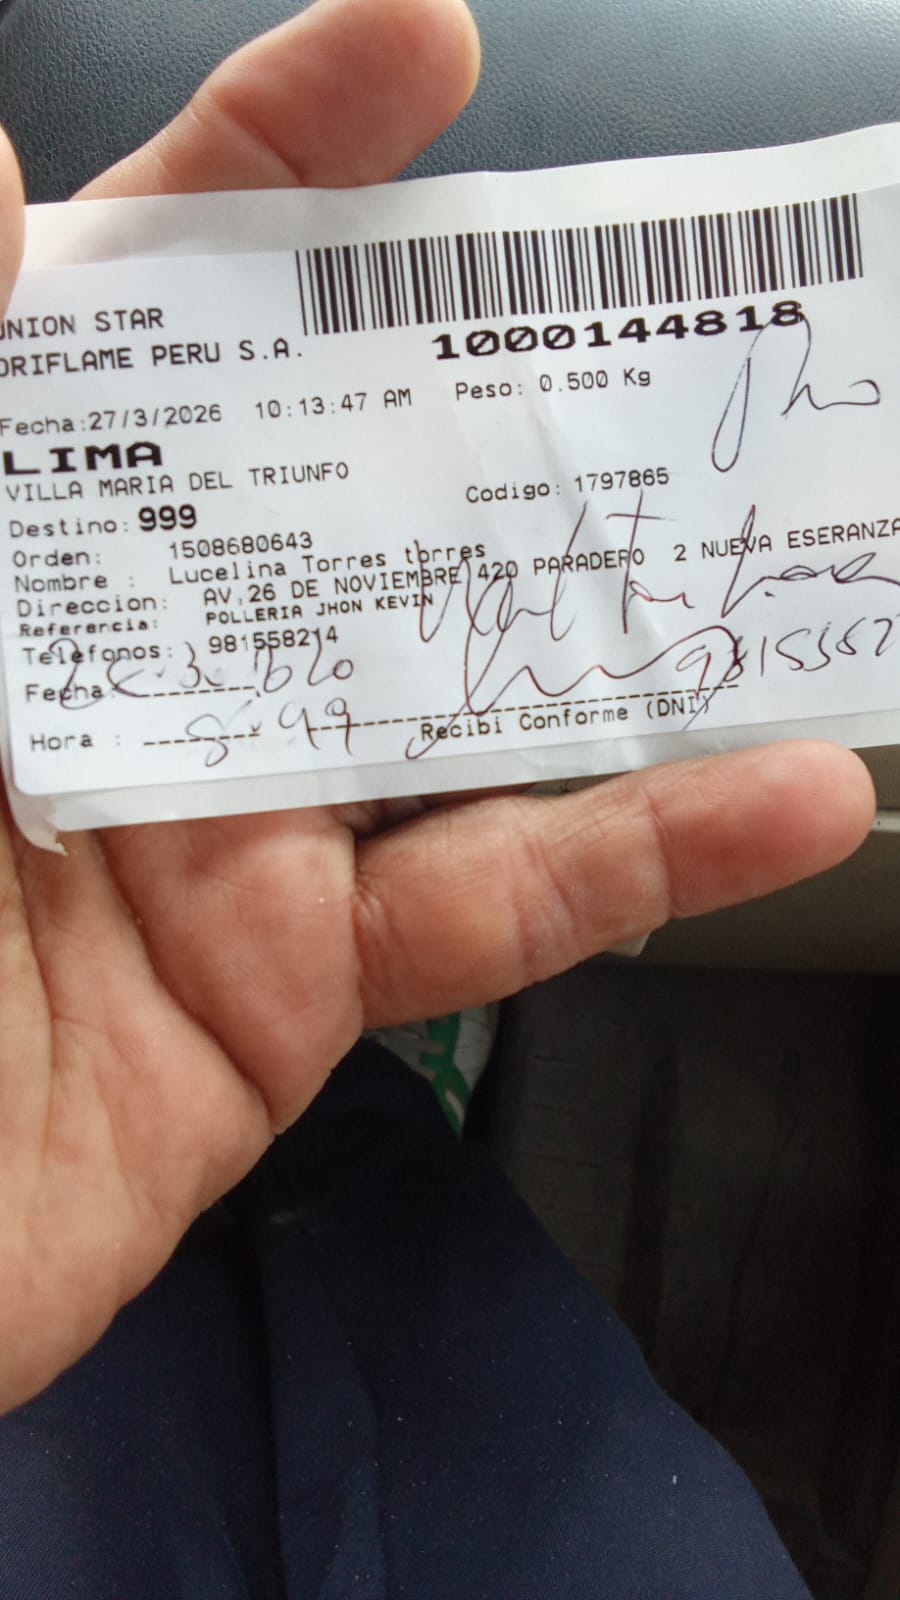 UNION STAR
ORIFLAME PERU S.A.
1000144818
Fecha:27/3/2026 10:13:47 AM Peso: 0.500 Kg
LIMA
VILLA MARIA DEL TRIUNFO
Destino: 999 Codigo: 1797865
Orden: 1508680643
Nombre : Lucelina Torres torres
Direccion: AV,26 DE NOVIEMBRE 420 PARADERO 2 NUEVA ESERANZA
Referencia: POLLERIA JHON KEVIN
Telefonos: 981558214
Fecha
Hora :
Recibi Conforme (DNI)